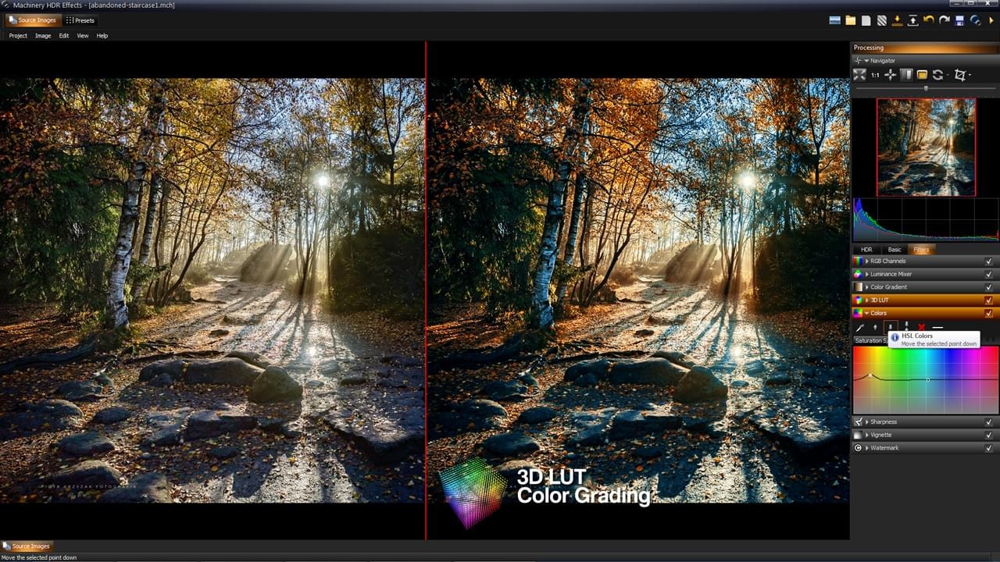 Machinery HDR Effects - [abandoned-staircase1.mch]
Source Images
Presets
Project Image Edit View Help
Processing
Navigator
1:1
HDR Basic Filters
RGB Channels
Luminance Mixer
Color Gradient
3D LUT
Colors
HSL Colors
Move the selected point down
Saturation
Sharpness
Vignette
Watermark
PIOTR KRZYŻAK FOTOGRAFIA
3D LUT
Color Grading
Source Images
Move the selected point down